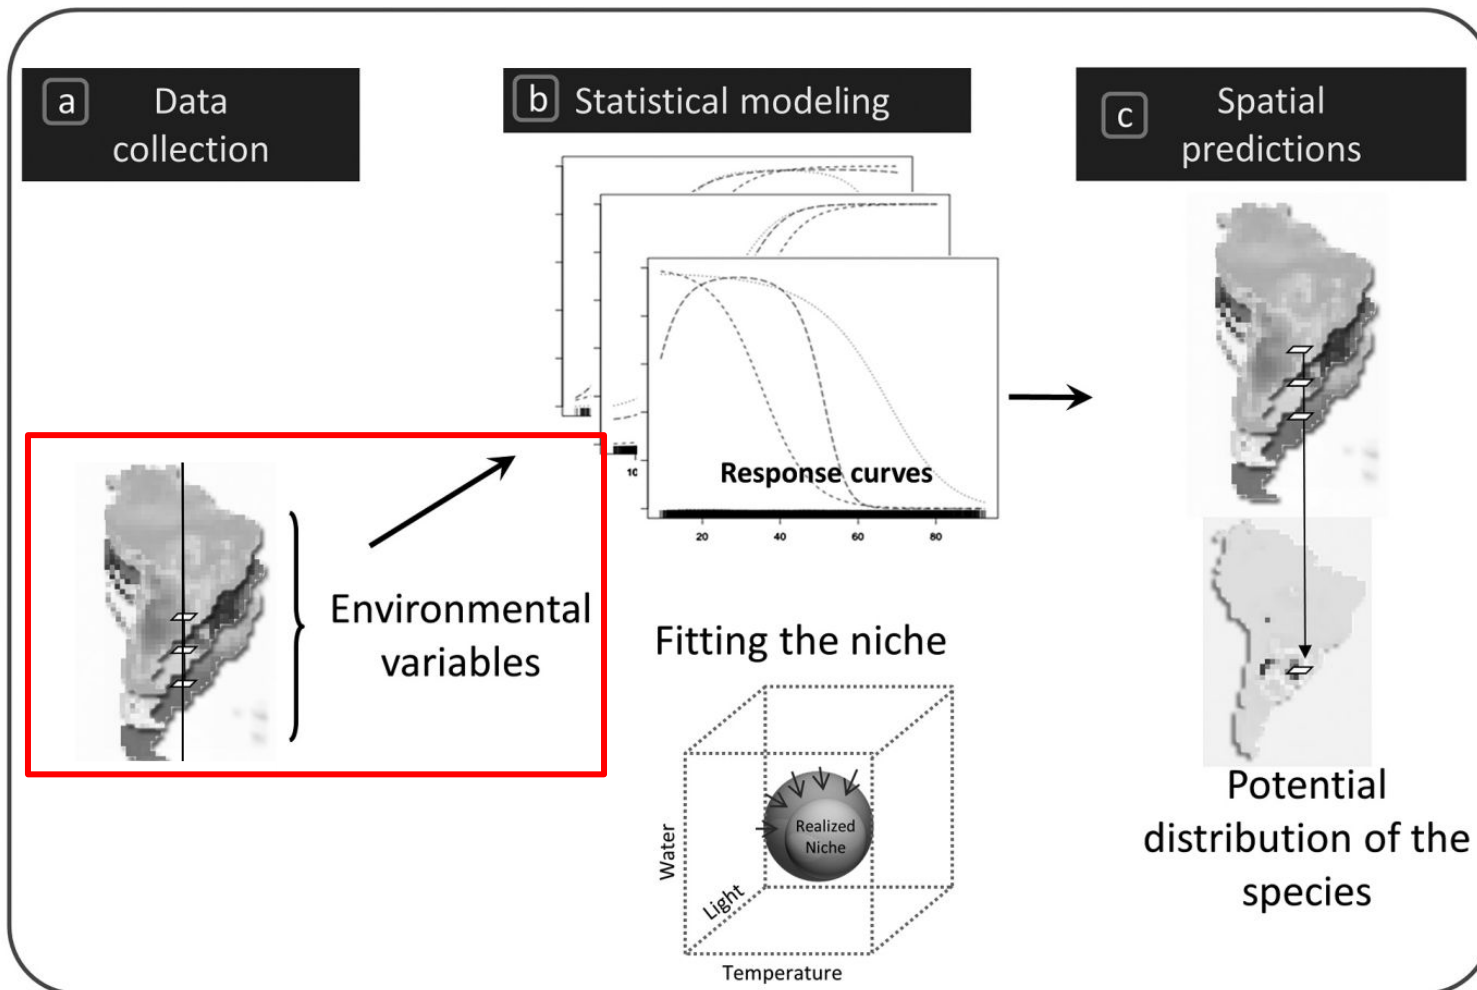 a
Data
collection
b
Statistical modeling
c
Spatial
predictions
10
Response curves
20
40
60
80
Environmental
variables
Fitting the niche
Realized
Niche
Water
Light
Temperature
Potential
distribution of the
species